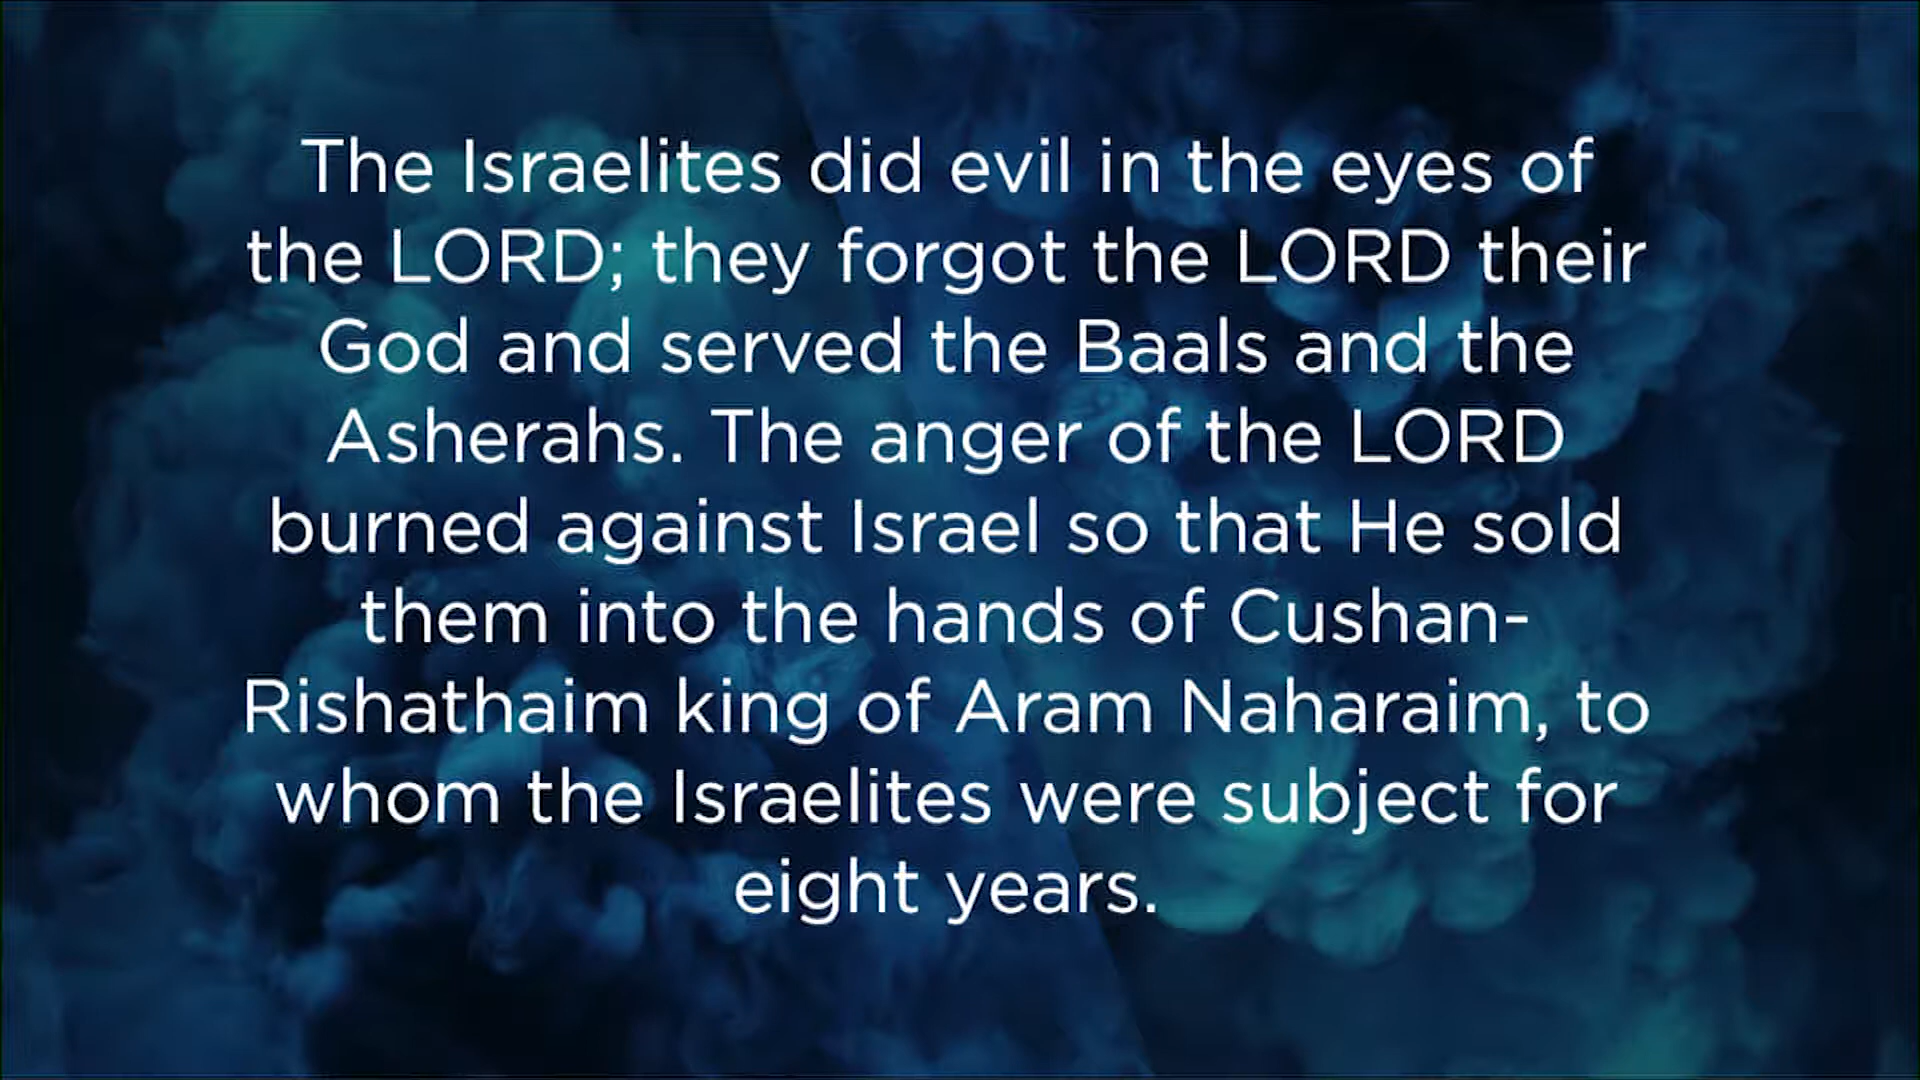 The Israelites did evil in the eyes of
the LORD; they forgot the LORD their
God and served the Baals and the
Asherahs. The anger of the LORD
burned against Israel so that He sold
them into the hands of Cushan-
Rishathaim king of Aram Naharaim, to
whom the Israelites were subject for
eight years.